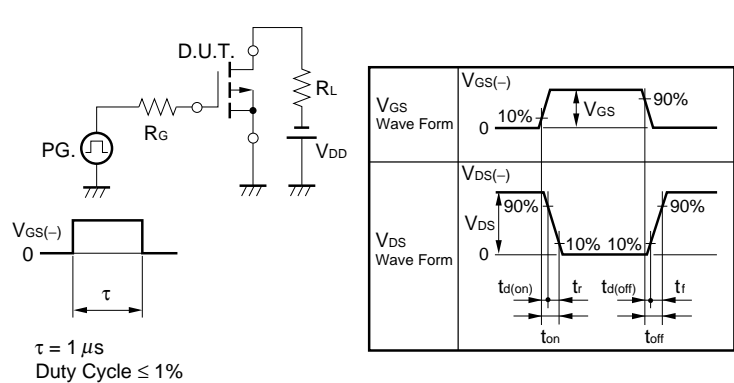 D.U.T.
RL
RG
PG.
VDD
VGS(−)
0
τ
τ = 1 μs
Duty Cycle ≤ 1%
VGS
Wave Form
VGS(−)
10%
0
VGS
90%
VDS
Wave Form
VDS(−)
90%
VDS
0
10%
10%
90%
td(on)
tr
td(off)
tf
ton
toff